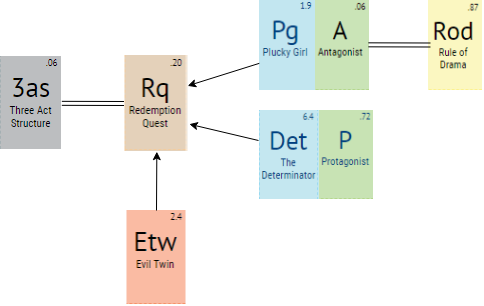 1.9
Pg
Plucky Girl
.06
A
Antagonist
.87
Rod
Rule of
Drama
.06
3as
Three Act
Structure
.20
Rq
Redemption
Quest
6.4
Det
The
Determinator
.72
P
Protagonist
2.4
Etw
Evil Twin